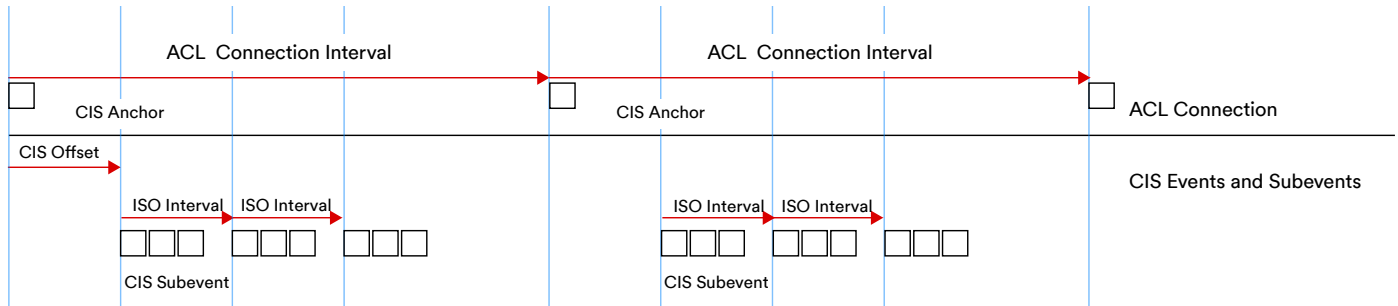 ACL Connection Interval
ACL Connection Interval
CIS Anchor
CIS Anchor
ACL Connection
CIS Offset
CIS Events and Subevents
ISO Interval
ISO Interval
ISO Interval
ISO Interval
CIS Subevent
CIS Subevent